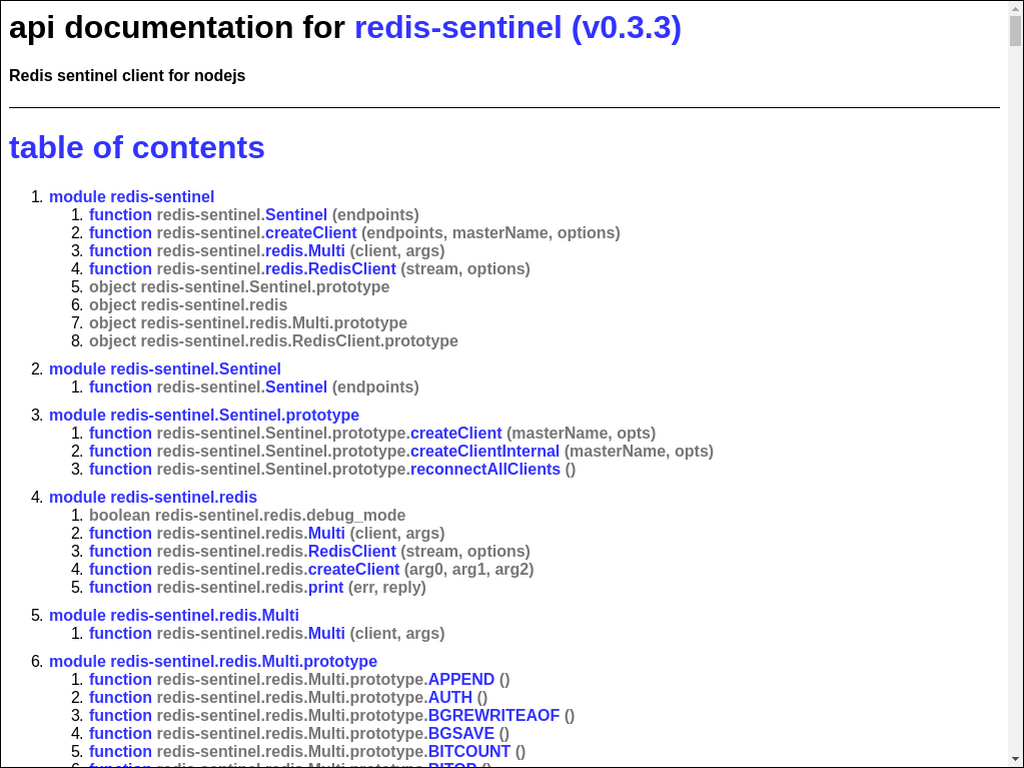 api documentation for redis-sentinel (v0.3.3)
Redis sentinel client for nodejs
table of contents
1. module redis-sentinel
1. function redis-sentinel.Sentinel (endpoints)
2. function redis-sentinel.createClient (endpoints, masterName, options)
3. function redis-sentinel.redis.Multi (client, args)
4. function redis-sentinel.redis.RedisClient (stream, options)
5. object redis-sentinel.Sentinel.prototype
6. object redis-sentinel.redis
7. object redis-sentinel.redis.Multi.prototype
8. object redis-sentinel.redis.RedisClient.prototype
2. module redis-sentinel.Sentinel
1. function redis-sentinel.Sentinel (endpoints)
3. module redis-sentinel.Sentinel.prototype
1. function redis-sentinel.Sentinel.prototype.createClient (masterName, opts)
2. function redis-sentinel.Sentinel.prototype.createClientInternal (masterName, opts)
3. function redis-sentinel.Sentinel.prototype.reconnectAllClients ()
4. module redis-sentinel.redis
1. boolean redis-sentinel.redis.debug_mode
2. function redis-sentinel.redis.Multi (client, args)
3. function redis-sentinel.redis.RedisClient (stream, options)
4. function redis-sentinel.redis.createClient (arg0, arg1, arg2)
5. function redis-sentinel.redis.print (err, reply)
5. module redis-sentinel.redis.Multi
1. function redis-sentinel.redis.Multi (client, args)
6. module redis-sentinel.redis.Multi.prototype
1. function redis-sentinel.redis.Multi.prototype.APPEND ()
2. function redis-sentinel.redis.Multi.prototype.AUTH ()
3. function redis-sentinel.redis.Multi.prototype.BGREWRITEAOF ()
4. function redis-sentinel.redis.Multi.prototype.BGSAVE ()
5. function redis-sentinel.redis.Multi.prototype.BITCOUNT ()
6. function redis-sentinel.redis.Multi.prototype.BITOP ()